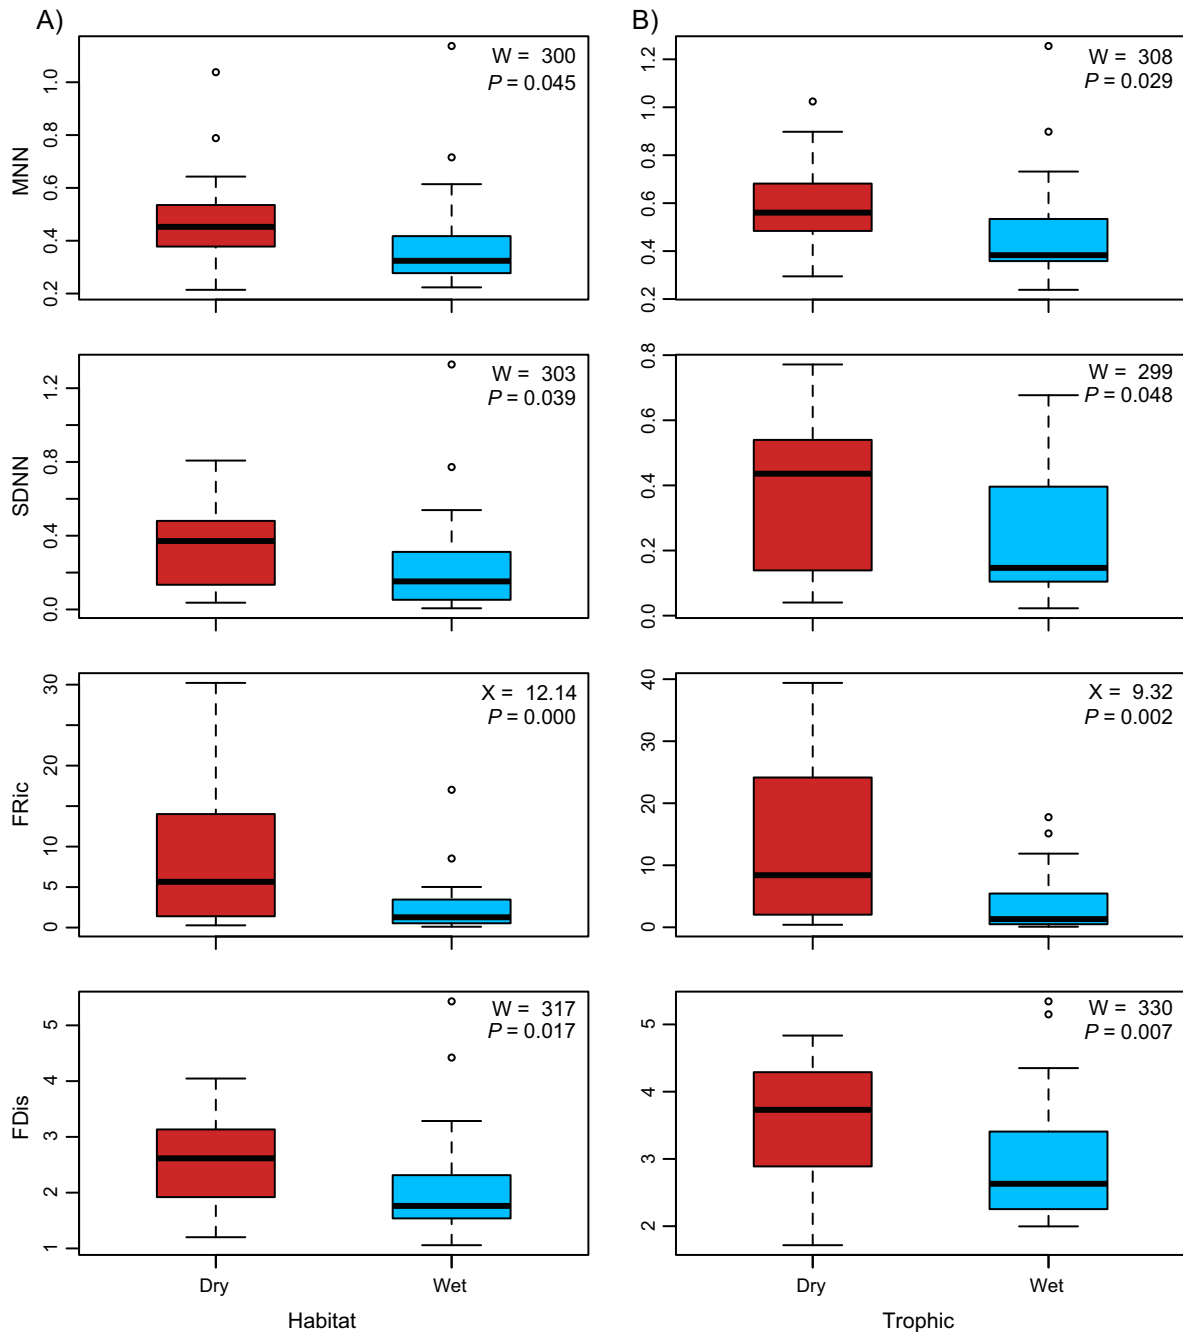 A)
MNN
0.2 0.4 0.6 0.8 1.0
W = 300
P = 0.045
SDNN
0.0 0.4 0.8 1.2
W = 303
P = 0.039
FRic
0 5 10 20 30
X = 12.14
P = 0.000
FDis
1 2 3 4 5
W = 317
P = 0.017
Dry Wet
Habitat
B)
0.2 0.4 0.6 0.8 1.0 1.2
W = 308
P = 0.029
0.0 0.2 0.4 0.6 0.8
W = 299
P = 0.048
0 10 20 30 40
X = 9.32
P = 0.002
2 3 4 5
W = 330
P = 0.007
Dry Wet
Trophic